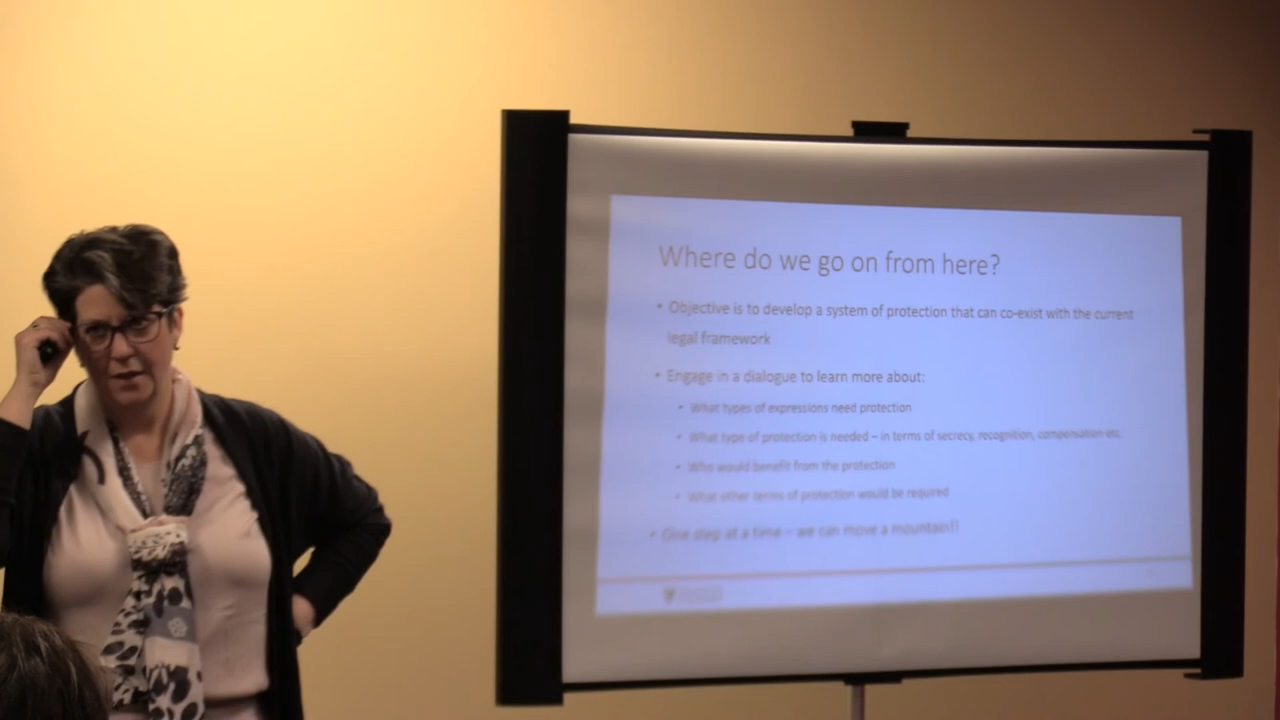 Where do we go on from here?
• Objective is to develop a system of protection that can co-exist with the current
legal framework
• Engage in a dialogue to learn more about:
• What types of expressions need protection
• What type of protection is needed – in terms of secrecy, recognition, compensation etc.
• Who would benefit from the protection
• What other terms of protection would be required
• One step at a time – we can move a mountain!!